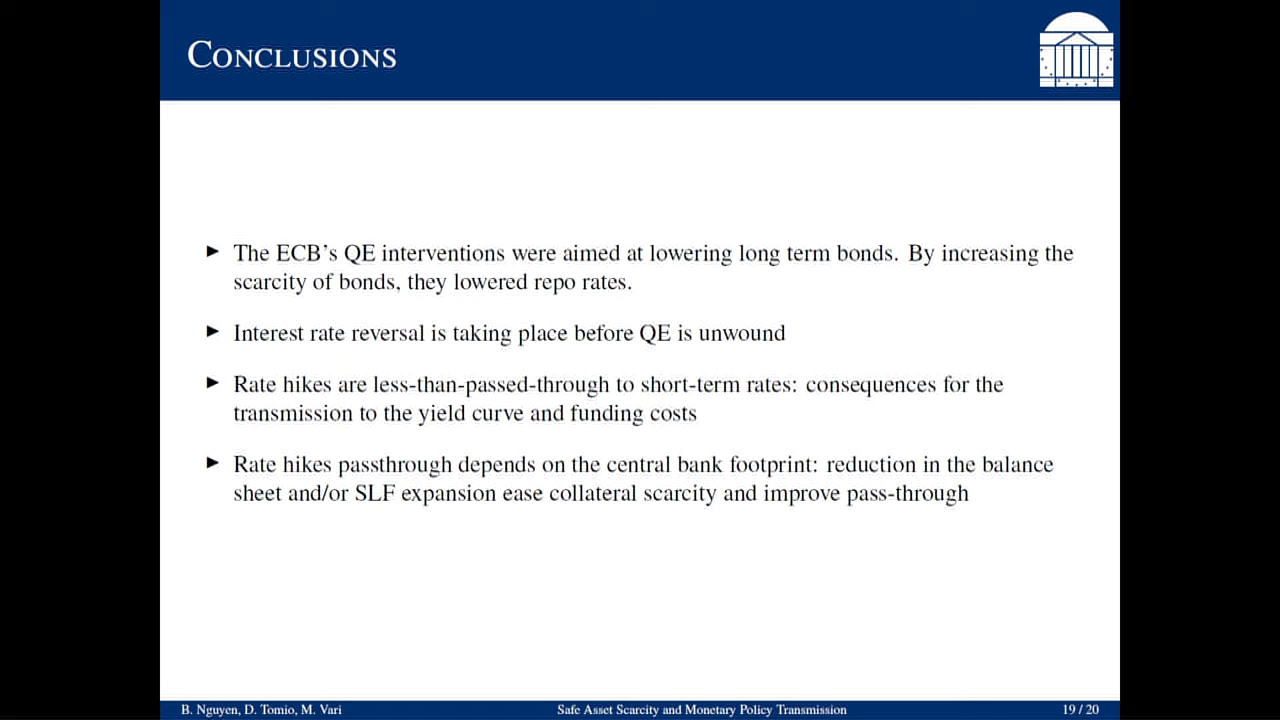 CONCLUSIONS
▶ The ECB's QE interventions were aimed at lowering long term bonds. By increasing the
scarcity of bonds, they lowered repo rates.
▶ Interest rate reversal is taking place before QE is unwound
▶ Rate hikes are less-than-passed-through to short-term rates: consequences for the
transmission to the yield curve and funding costs
▶ Rate hikes passthrough depends on the central bank footprint: reduction in the balance
sheet and/or SLF expansion ease collateral scarcity and improve pass-through
B. Nguyen, D. Tomio, M. Vari Safe Asset Scarcity and Monetary Policy Transmission 19 / 20